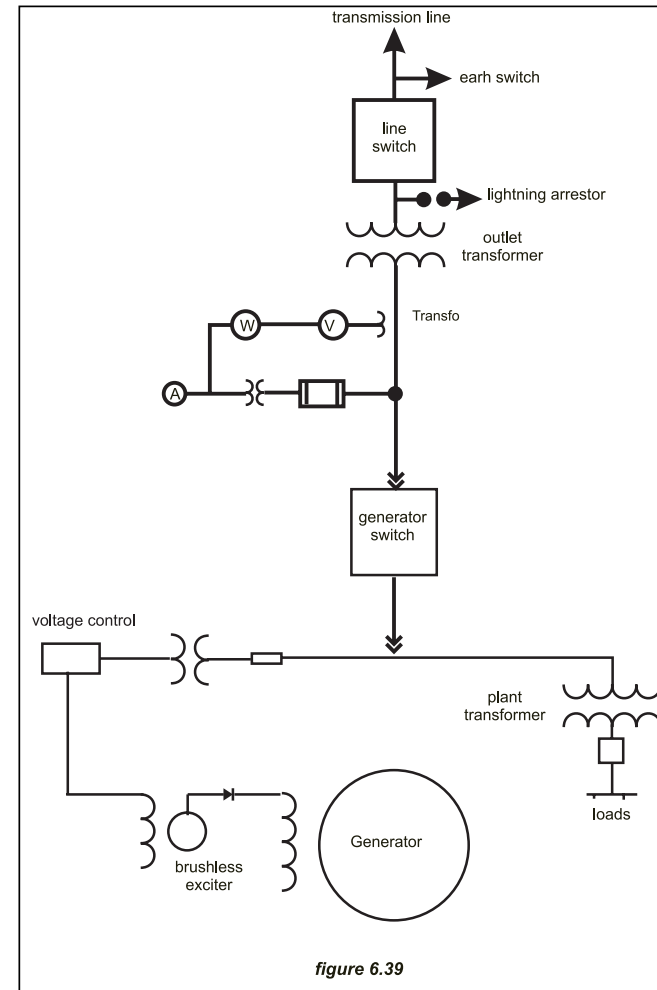 transmission line
earh switch
line
switch
lightning arrestor
outlet
transformer
Transfo
W
V
A
generator
switch
voltage control
plant
transformer
loads
brushless
exciter
Generator
figure 6.39